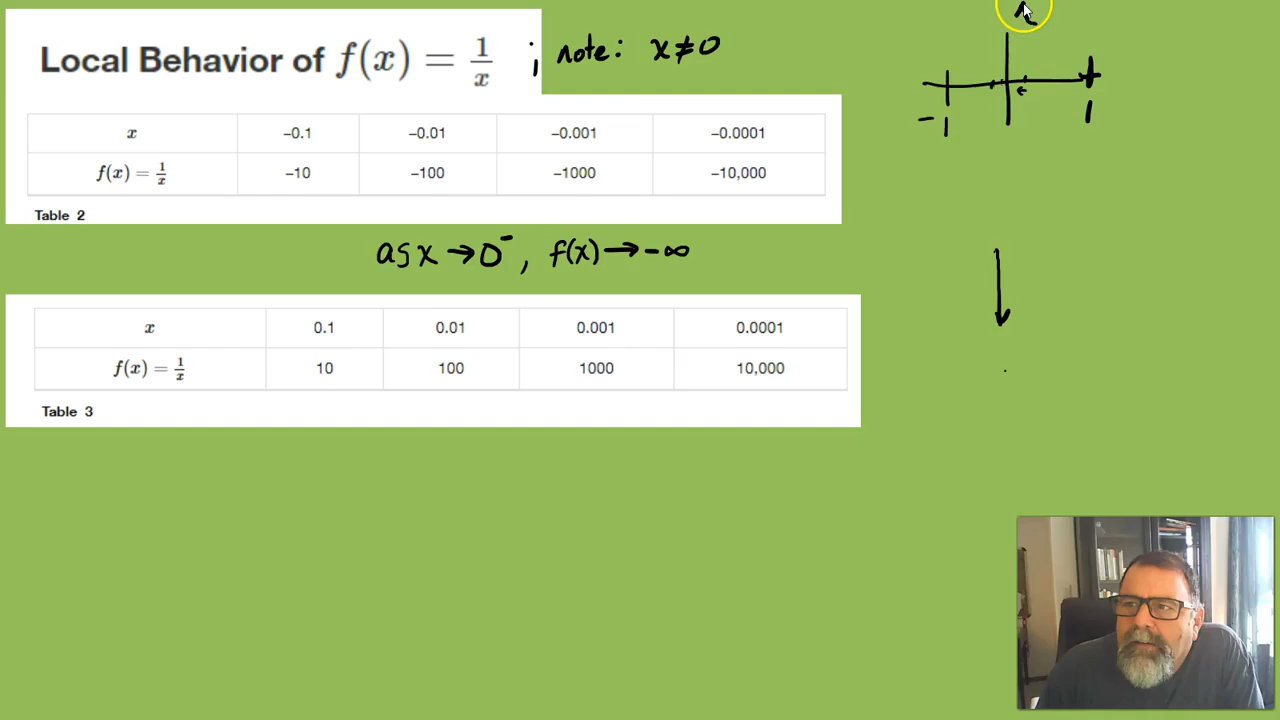 Local Behavior of f(x) = 1/x ; note: x≠0
x −0.1 −0.01 −0.001 −0.0001
f(x) = 1/x −10 −100 −1000 −10,000
Table 2
as x → 0⁻, f(x) → −∞
x 0.1 0.01 0.001 0.0001
f(x) = 1/x 10 100 1000 10,000
Table 3
−1 1